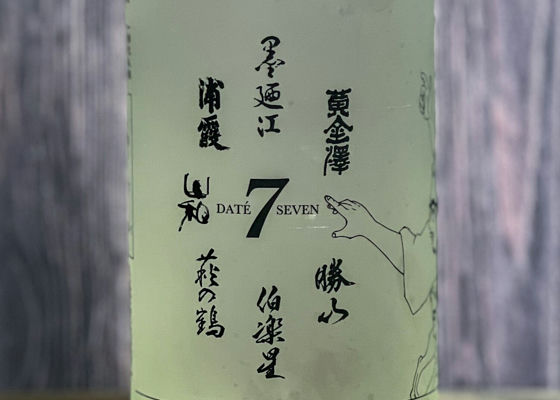 墨廼江
黄金澤
浦霞
山和
DATÉ 7 SEVEN
勝山
萩の鶴
伯楽星